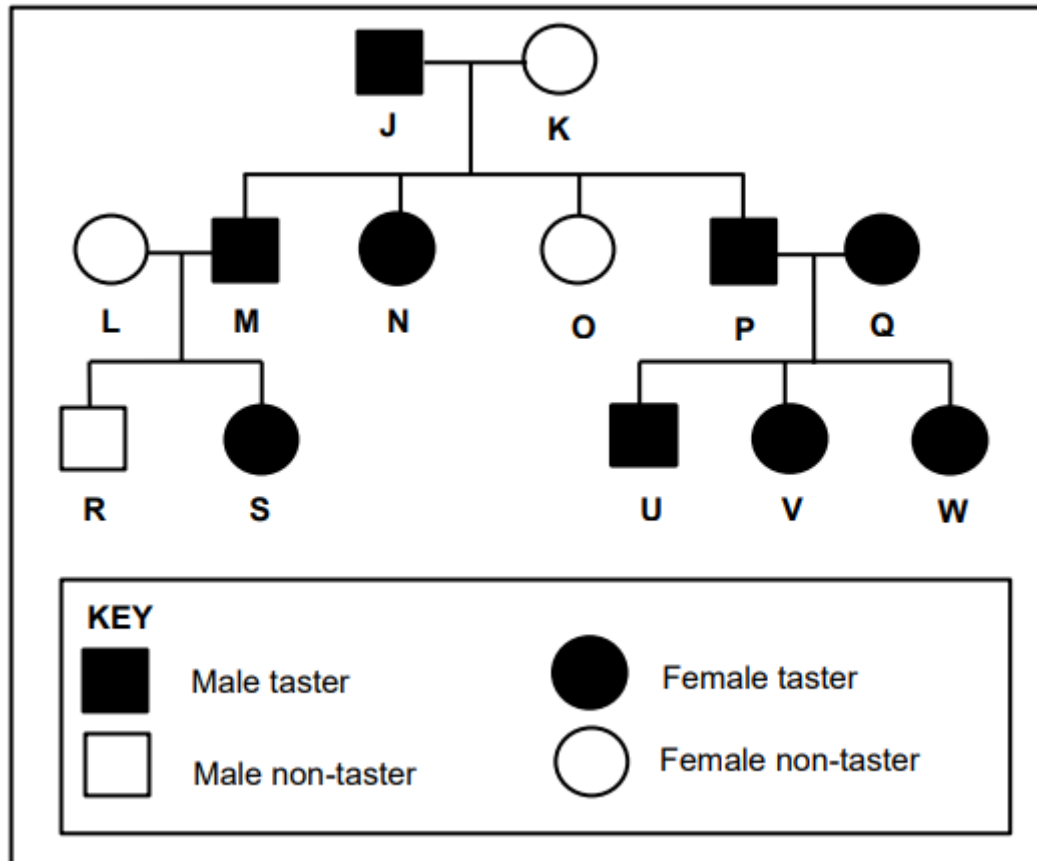 J K
L M N O P Q
R S U V W
KEY
Male taster Female taster
Male non-taster Female non-taster